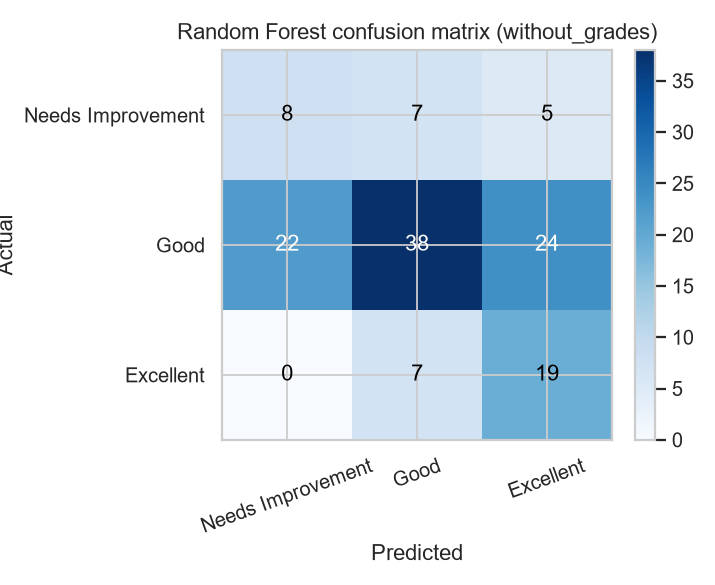 Random Forest confusion matrix (without_grades)
Needs Improvement 8 7 5
Good 22 38 24
Excellent 0 7 19
Actual
Needs Improvement Good Excellent
Predicted
35
30
25
20
15
10
5
0